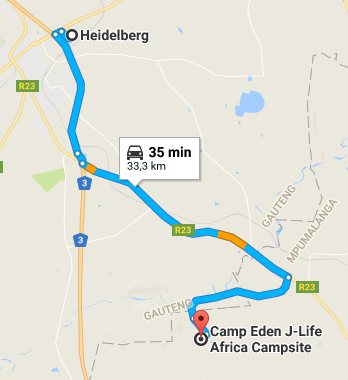 Heidelberg
R23
35 min
33,3 km
3
GAUTENG
MPUMALANGA
R23
3
R23
GAUTENG
Camp Eden J-Life
Africa Campsite